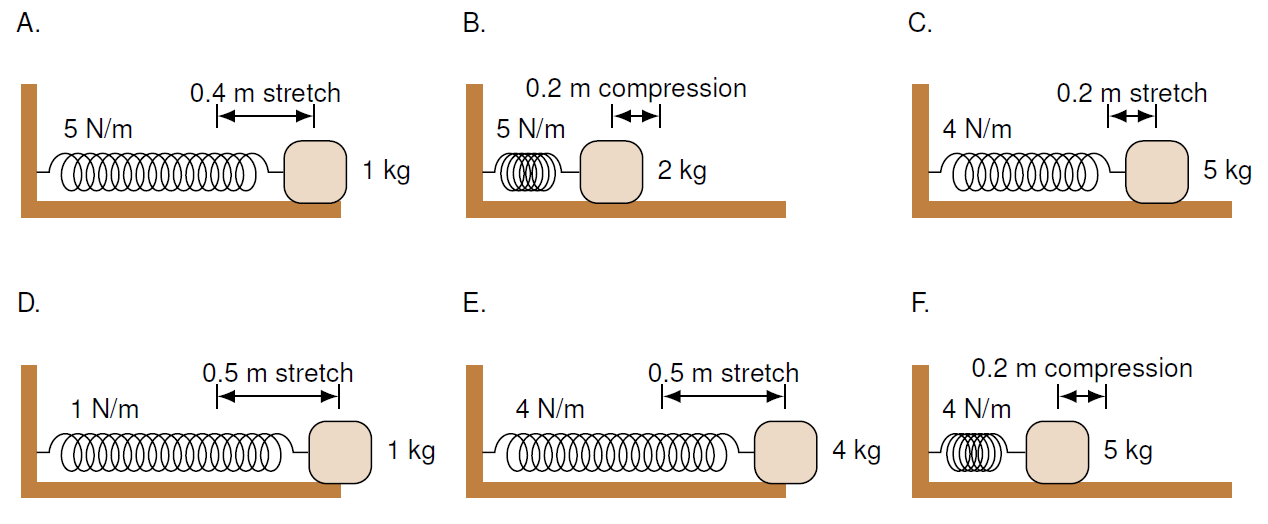 A.
B.
C.
0.4 m stretch
0.2 m compression
0.2 m stretch
5 N/m
5 N/m
4 N/m
1 kg
2 kg
5 kg
D.
E.
F.
0.5 m stretch
0.5 m stretch
0.2 m compression
1 N/m
4 N/m
4 N/m
1 kg
4 kg
5 kg